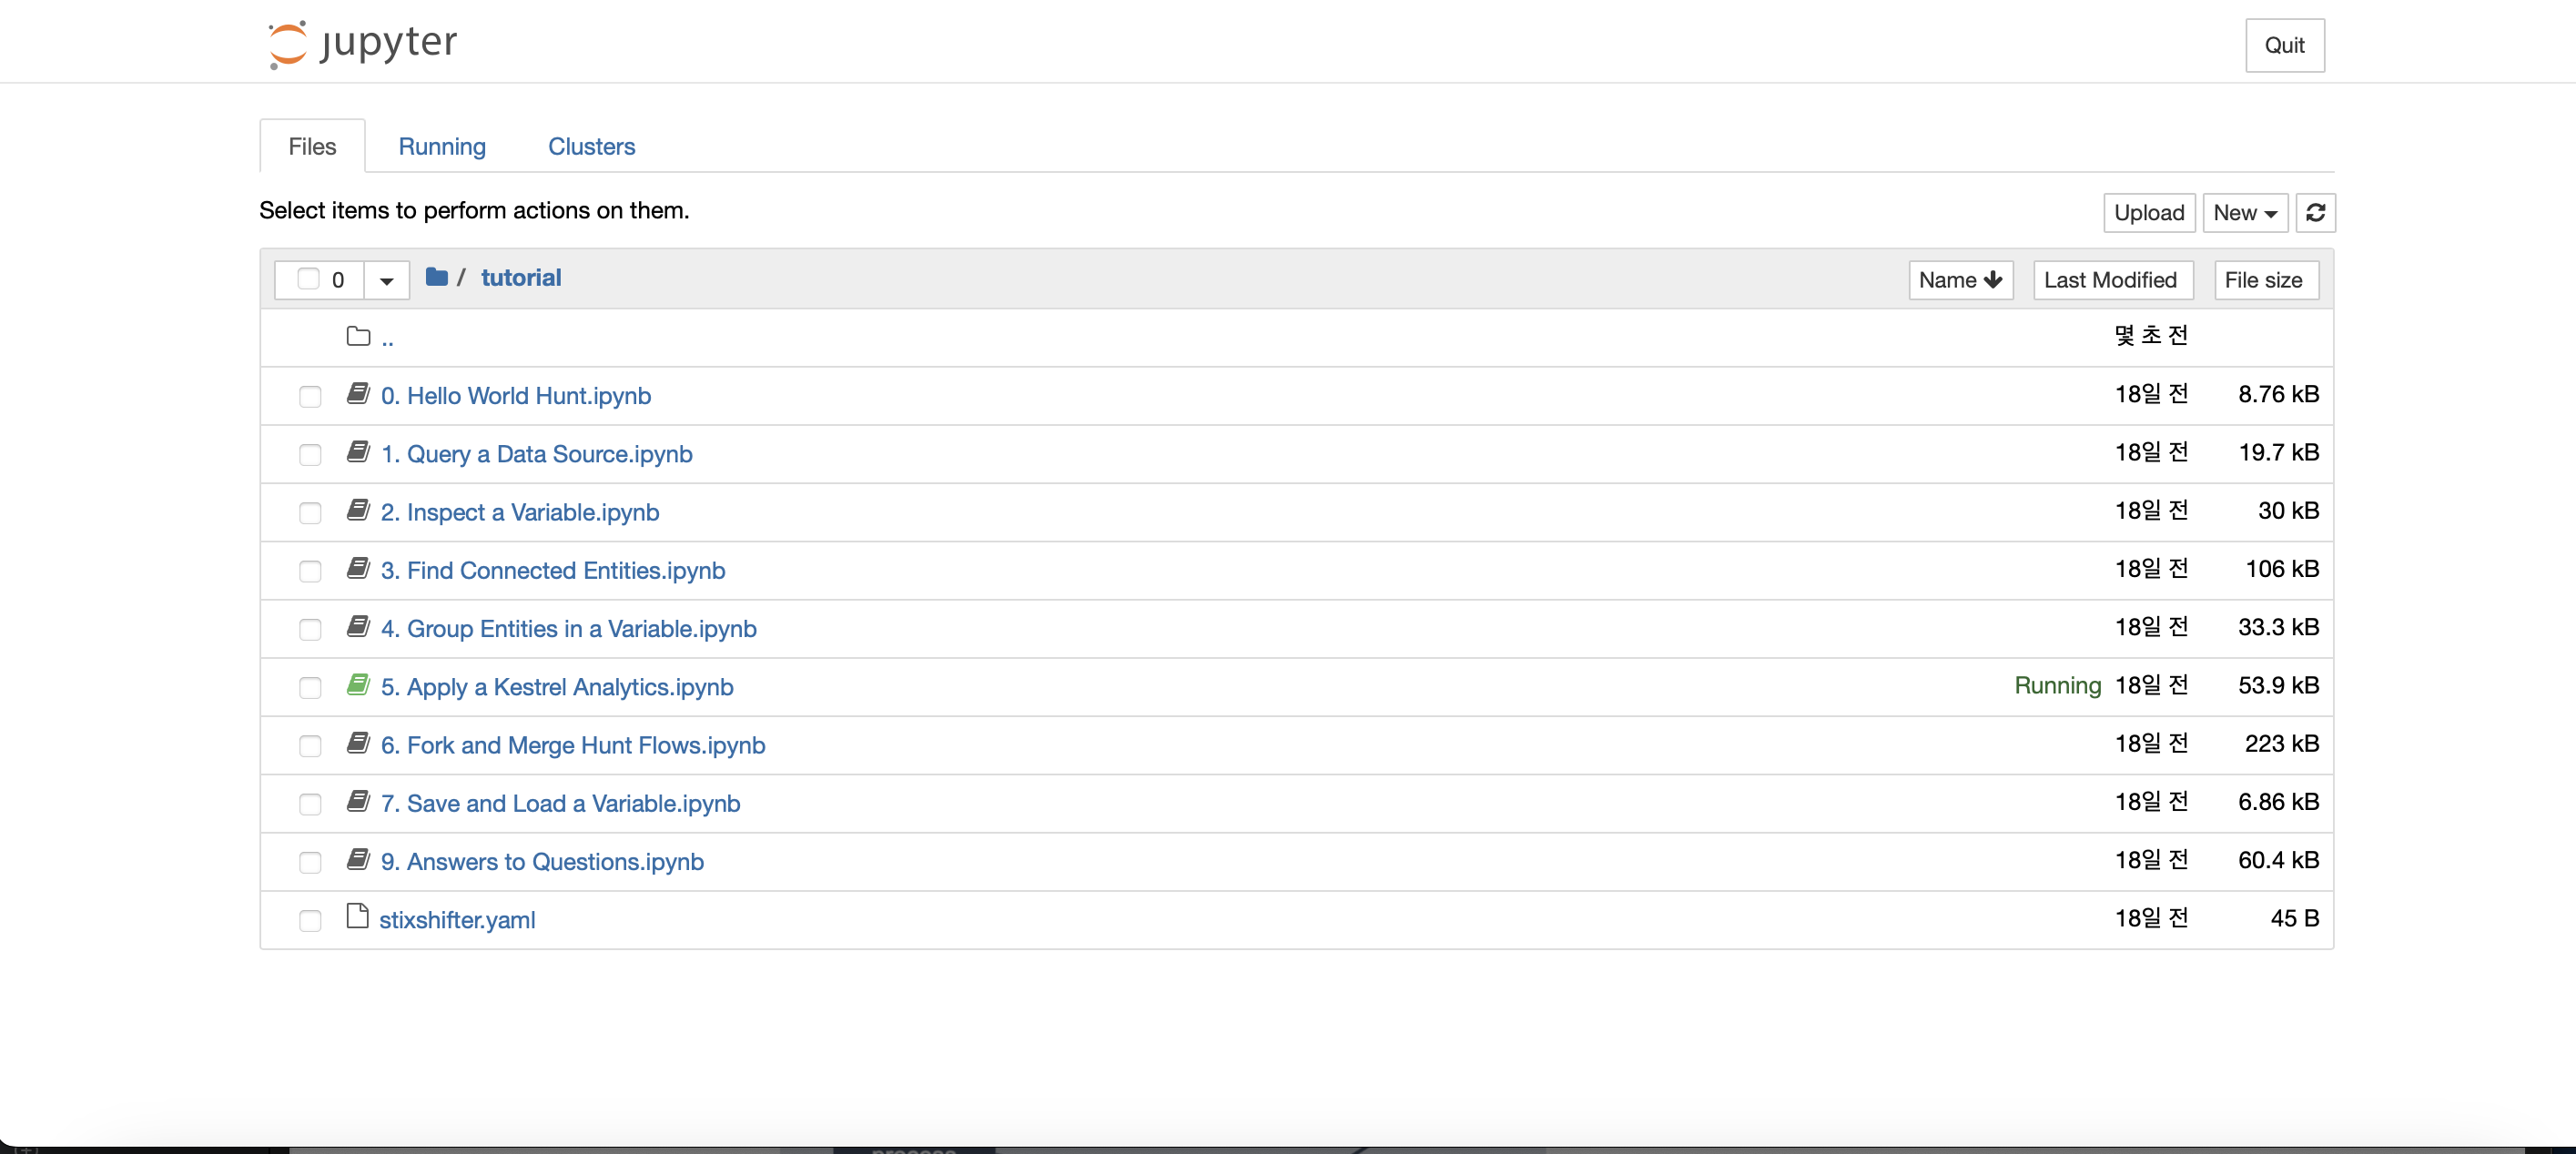 jupyter
Quit
Files Running Clusters
Select items to perform actions on them.
Upload New
0 / tutorial Name Last Modified File size
.. 몇 초 전
0. Hello World Hunt.ipynb 18일 전 8.76 kB
1. Query a Data Source.ipynb 18일 전 19.7 kB
2. Inspect a Variable.ipynb 18일 전 30 kB
3. Find Connected Entities.ipynb 18일 전 106 kB
4. Group Entities in a Variable.ipynb 18일 전 33.3 kB
5. Apply a Kestrel Analytics.ipynb Running 18일 전 53.9 kB
6. Fork and Merge Hunt Flows.ipynb 18일 전 223 kB
7. Save and Load a Variable.ipynb 18일 전 6.86 kB
9. Answers to Questions.ipynb 18일 전 60.4 kB
stixshifter.yaml 18일 전 45 B